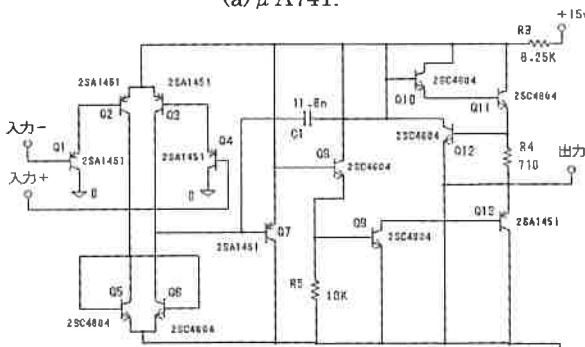 (a) μA741.
+15v
R3
8.25K
2SA1451
2SA1451
2SC4604
Q10
Q11
2SC4604
Q2
Q3
11.8n
C1
入力-
Q1
2SA1451
Q4
2SA1451
Q8
2SC4604
2SC4604
Q12
R4
710
出力
入力+
0
0
2SA1451
Q7
Q9
2SC4604
Q13
2SA1451
R5
10K
Q5
Q6
2SC4604
2SC4604